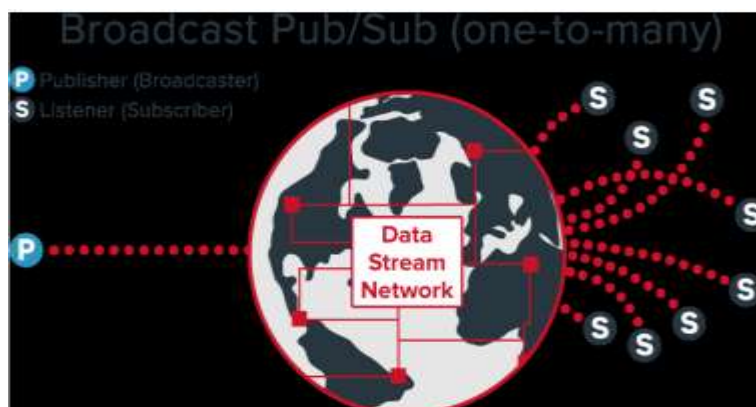 Broadcast Pub/Sub (one-to-many)
P Publisher (Broadcaster)
S Listener (Subscriber)
S
S
S
S
P
Data
Stream
Network
S
S
S
S